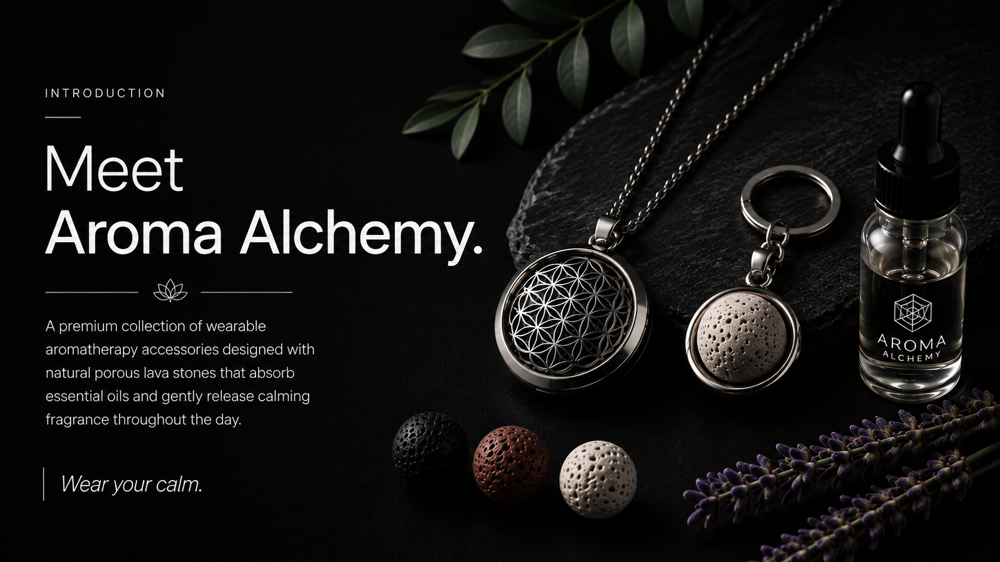 INTRODUCTION
Meet
Aroma Alchemy.
A premium collection of wearable
aromatherapy accessories designed with
natural porous lava stones that absorb
essential oils and gently release calming
fragrance throughout the day.
Wear your calm.
AROMA
ALCHEMY